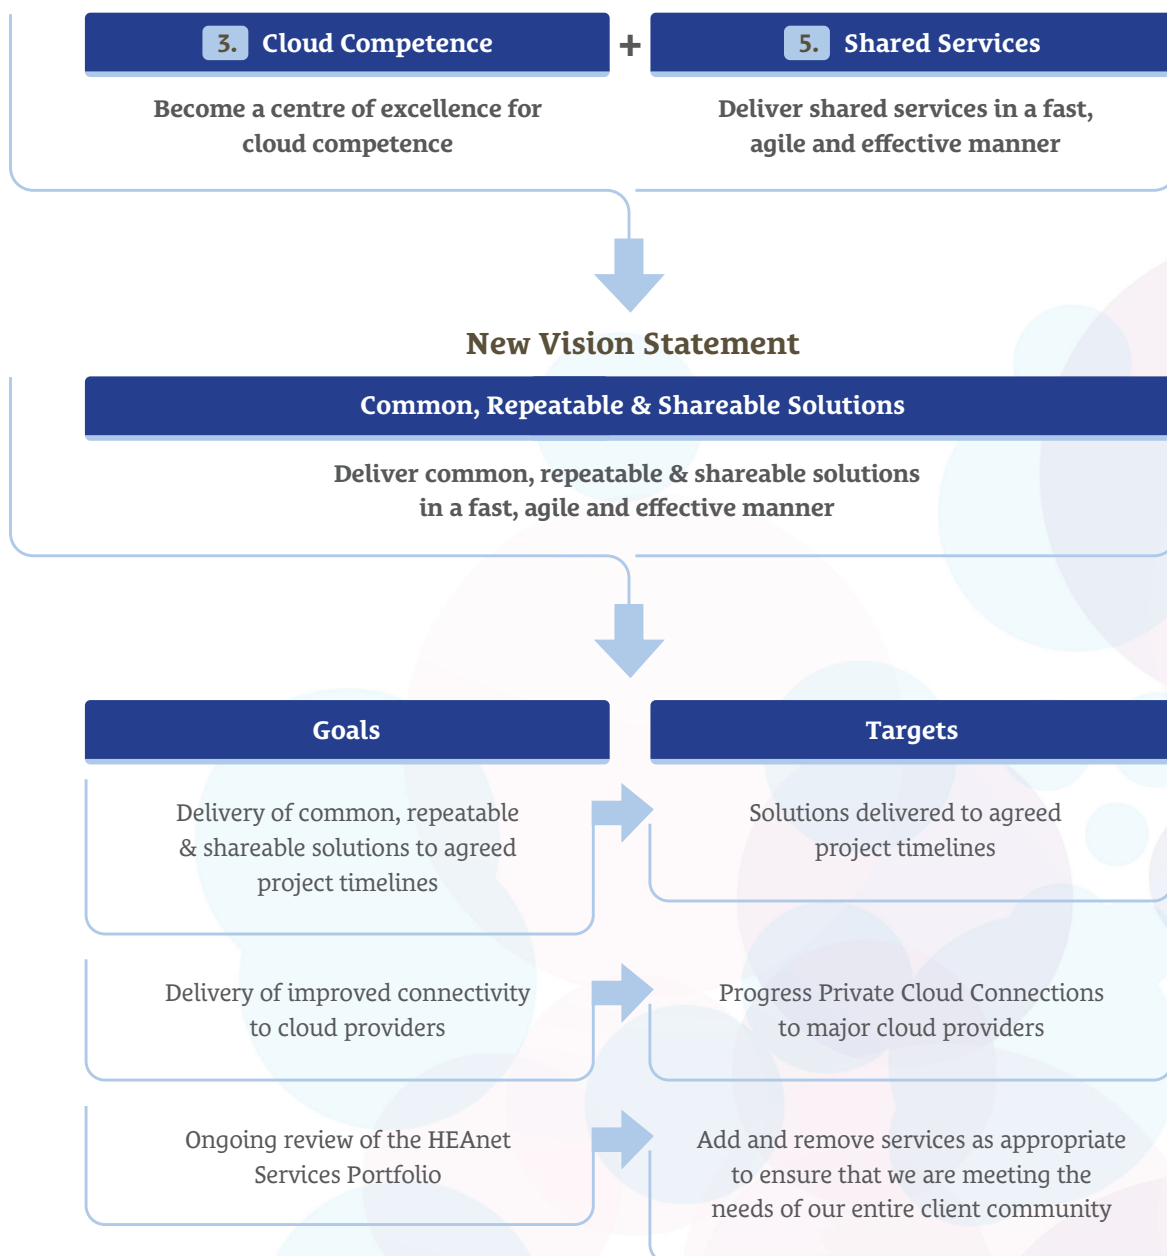 3. Cloud Competence
+
5. Shared Services
Become a centre of excellence for
cloud competence
Deliver shared services in a fast,
agile and effective manner
New Vision Statement
Common, Repeatable & Shareable Solutions
Deliver common, repeatable & shareable solutions
in a fast, agile and effective manner
Goals
Targets
Delivery of common, repeatable
& shareable solutions to agreed
project timelines
Solutions delivered to agreed
project timelines
Delivery of improved connectivity
to cloud providers
Progress Private Cloud Connections
to major cloud providers
Ongoing review of the HEAnet
Services Portfolio
Add and remove services as appropriate
to ensure that we are meeting the
needs of our entire client community